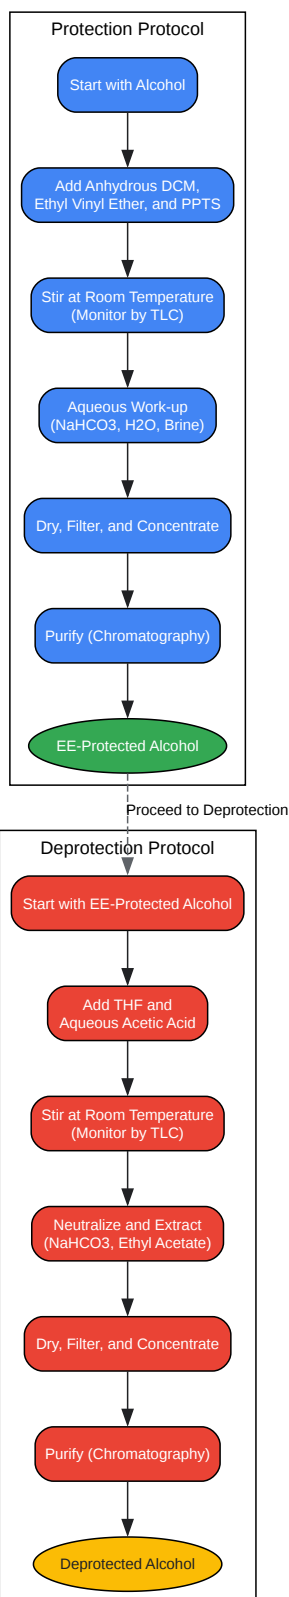 Protection Protocol
Start with Alcohol
Add Anhydrous DCM,
Ethyl Vinyl Ether, and PPTS
Stir at Room Temperature
(Monitor by TLC)
Aqueous Work-up
(NaHCO3, H2O, Brine)
Dry, Filter, and Concentrate
Purify (Chromatography)
EE-Protected Alcohol
Proceed to Deprotection
Deprotection Protocol
Start with EE-Protected Alcohol
Add THF and
Aqueous Acetic Acid
Stir at Room Temperature
(Monitor by TLC)
Neutralize and Extract
(NaHCO3, Ethyl Acetate)
Dry, Filter, and Concentrate
Purify (Chromatography)
Deprotected Alcohol